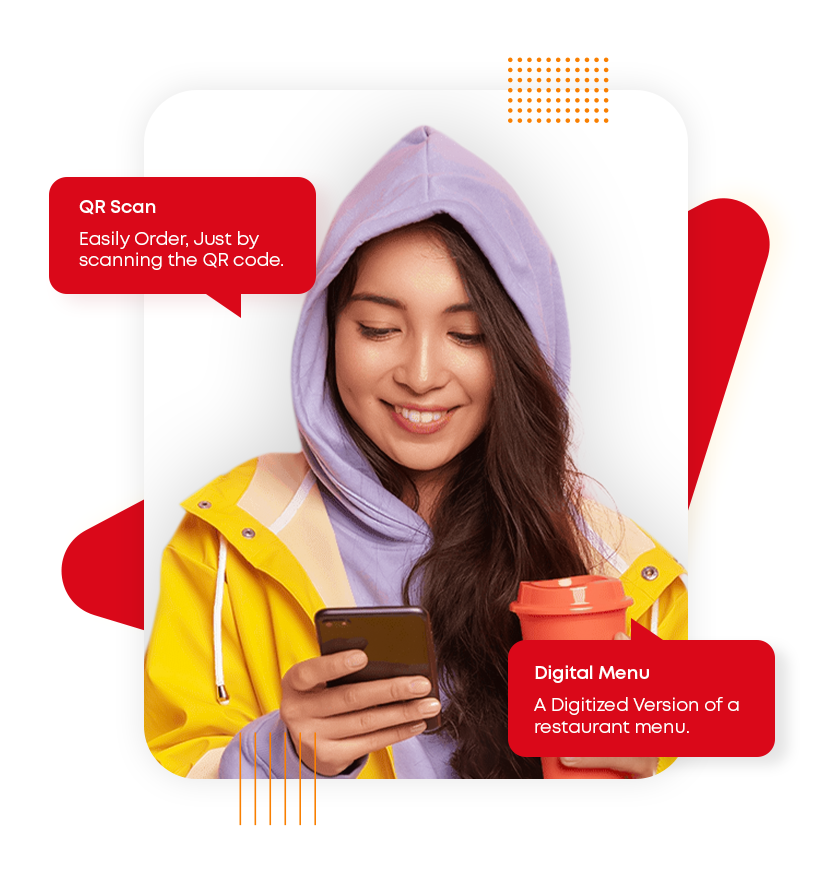 QR Scan
Easily Order, Just by
scanning the QR code.
Digital Menu
A Digitized Version of a
restaurant menu.